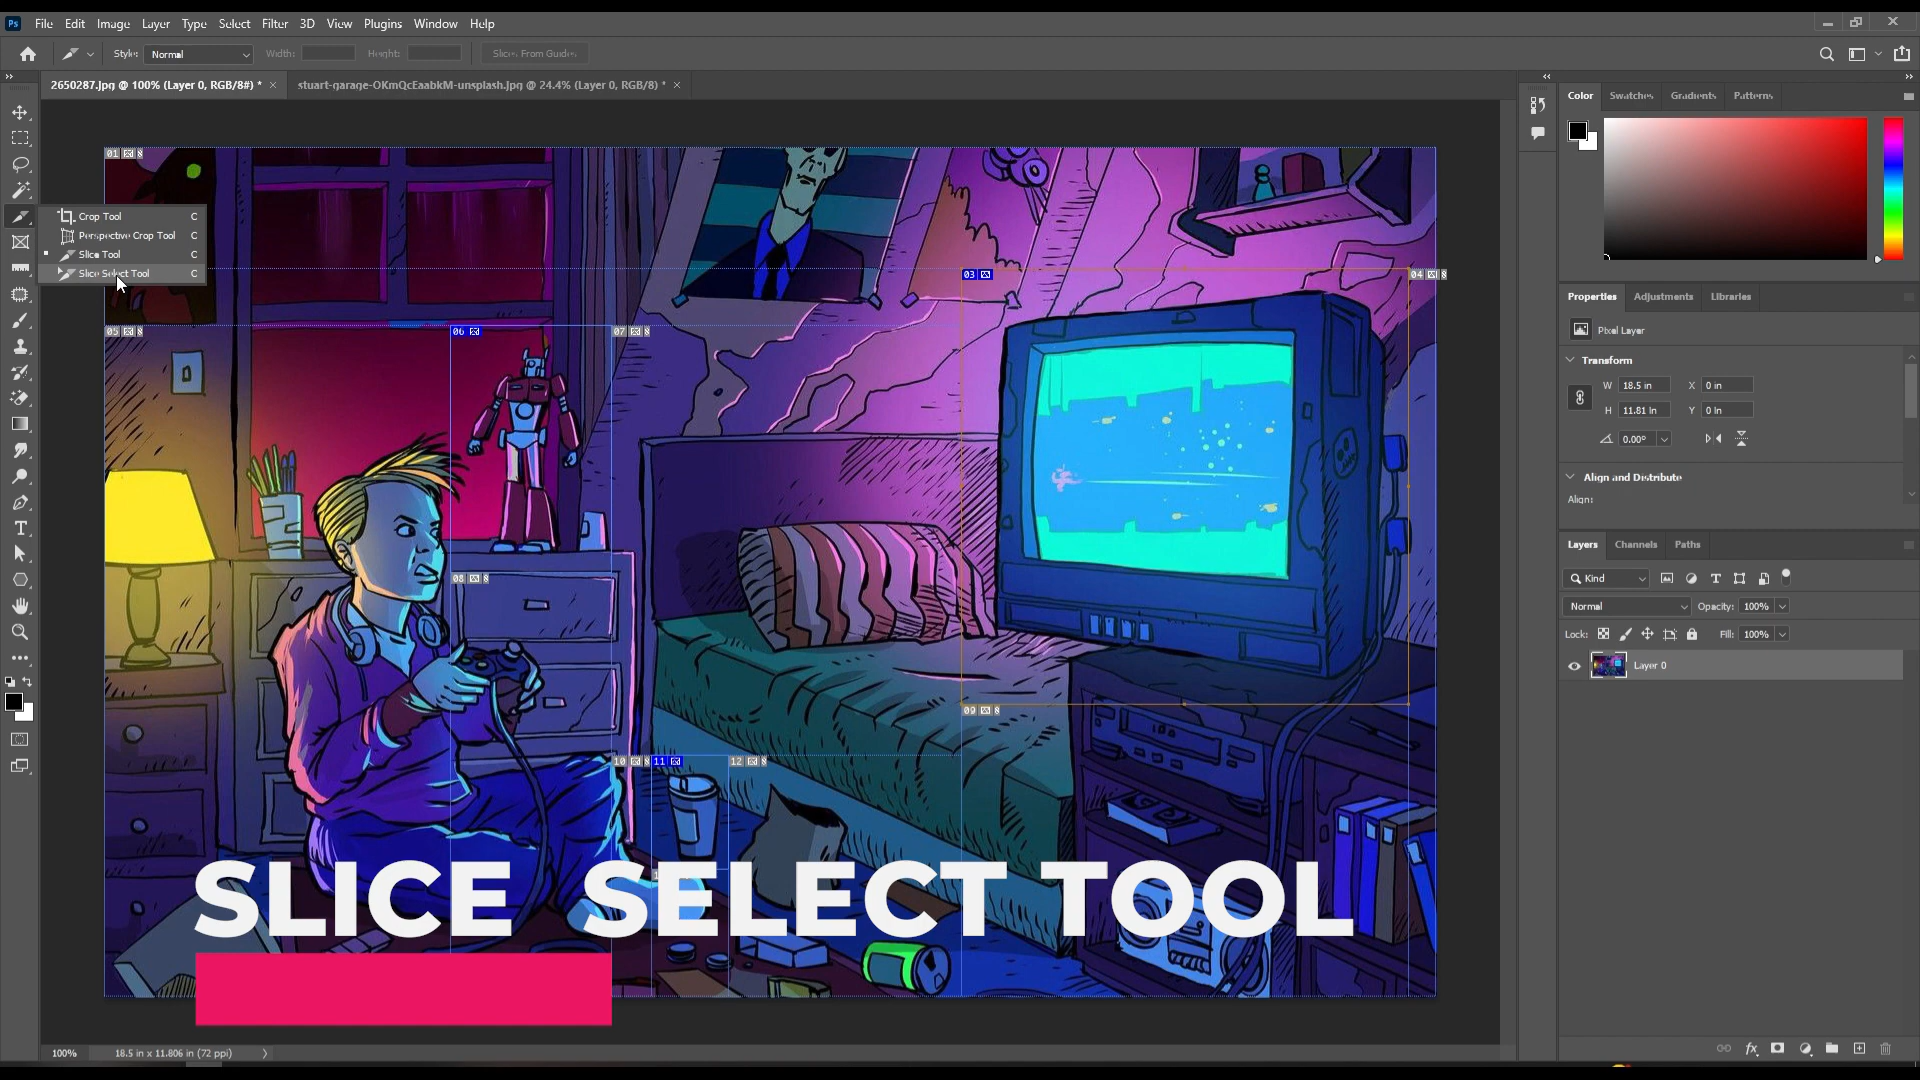 Ps File Edit Image Layer Type Select Filter 3D View Plugins Window Help
Style: Normal Width: Height: Slices From Guides
2650287.jpg @ 100% (Layer 0, RGB/8#) * × stuart-garage-OKmQcEaabkM-unsplash.jpg @ 24.4% (Layer 0, RGB/8) * ×
Color Swatches Gradients Patterns
01
Crop Tool C
Perspective Crop Tool C
Slice Tool C
Slice Select Tool C
03
04
05
06
07
08
09
10
11
12
Properties Adjustments Libraries
Pixel Layer
Transform
W 18.5 in X 0 in
H 11.81 in Y 0 in
0.00°
Align and Distribute
Align:
Layers Channels Paths
Kind
Normal Opacity: 100%
Lock: Fill: 100%
Layer 0
SLICE SELECT TOOL
100% 18.5 in x 11.806 in (72 ppi)